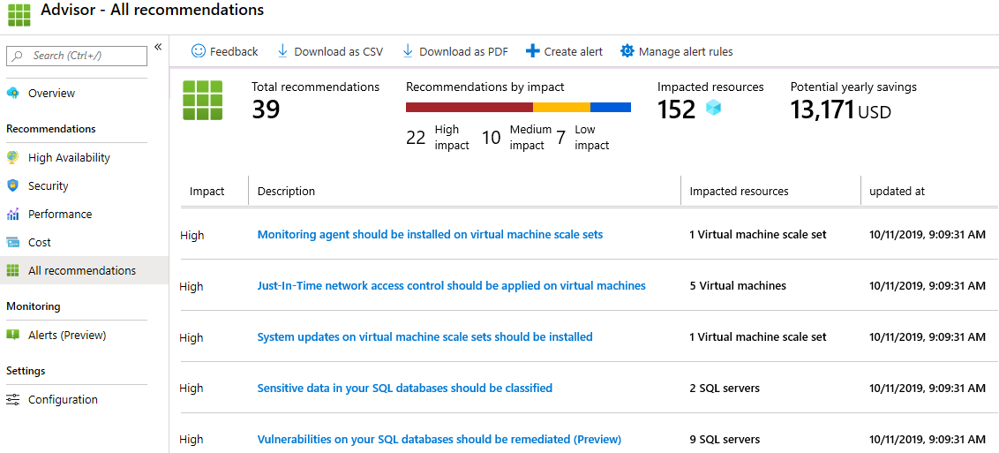 Advisor - All recommendations
Search (Ctrl+/)
«
Overview
Recommendations
High Availability
Security
Performance
Cost
All recommendations
Monitoring
Alerts (Preview)
Settings
Configuration
Feedback Download as CSV Download as PDF Create alert Manage alert rules
Total recommendations
39
Recommendations by impact
22 High impact 10 Medium impact 7 Low impact
Impacted resources
152
Potential yearly savings
13,171 USD
Impact Description Impacted resources updated at
High Monitoring agent should be installed on virtual machine scale sets 1 Virtual machine scale set 10/11/2019, 9:09:31 AM
High Just-In-Time network access control should be applied on virtual machines 5 Virtual machines 10/11/2019, 9:09:31 AM
High System updates on virtual machine scale sets should be installed 1 Virtual machine scale set 10/11/2019, 9:09:31 AM
High Sensitive data in your SQL databases should be classified 2 SQL servers 10/11/2019, 9:09:31 AM
High Vulnerabilities on your SQL databases should be remediated (Preview) 9 SQL servers 10/11/2019, 9:09:31 AM